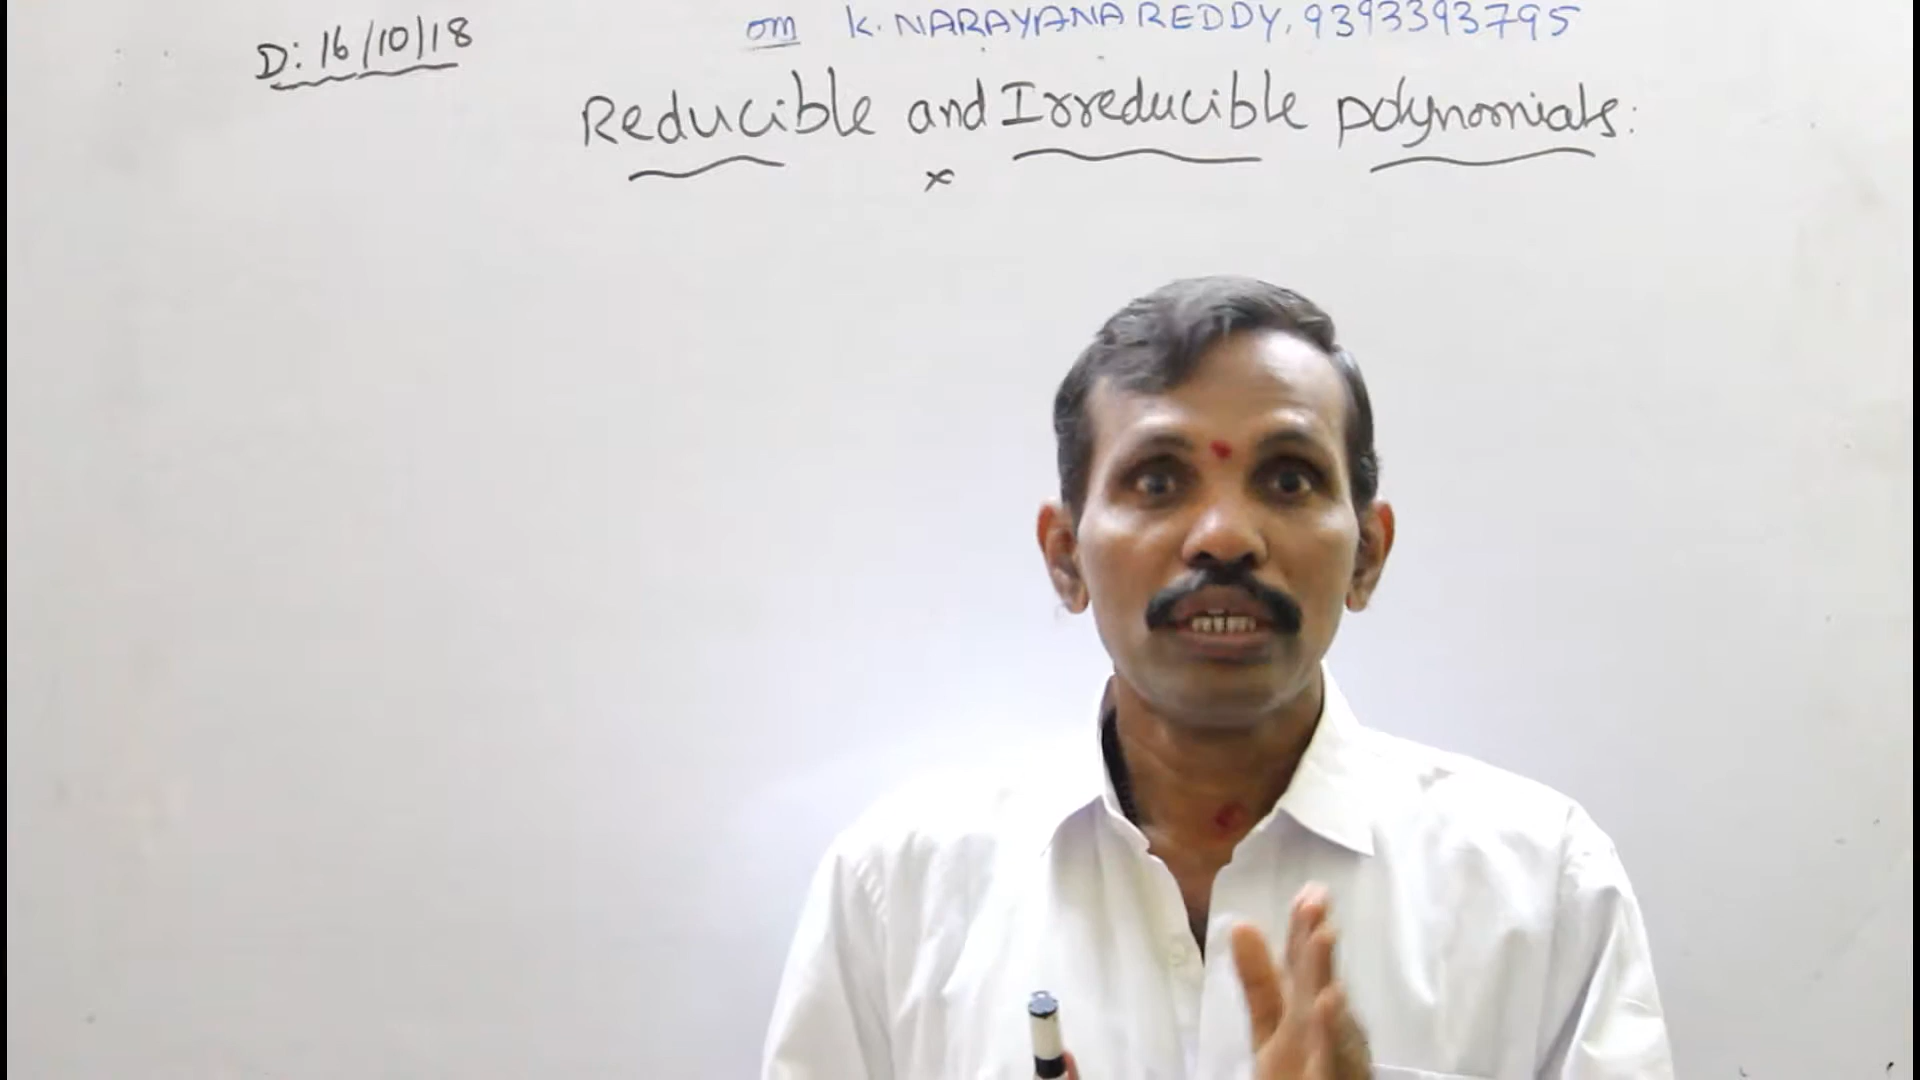 D: 16/10/18
om K. NARAYANA REDDY, 9393393795
Reducible and Irreducible polynomials:
x